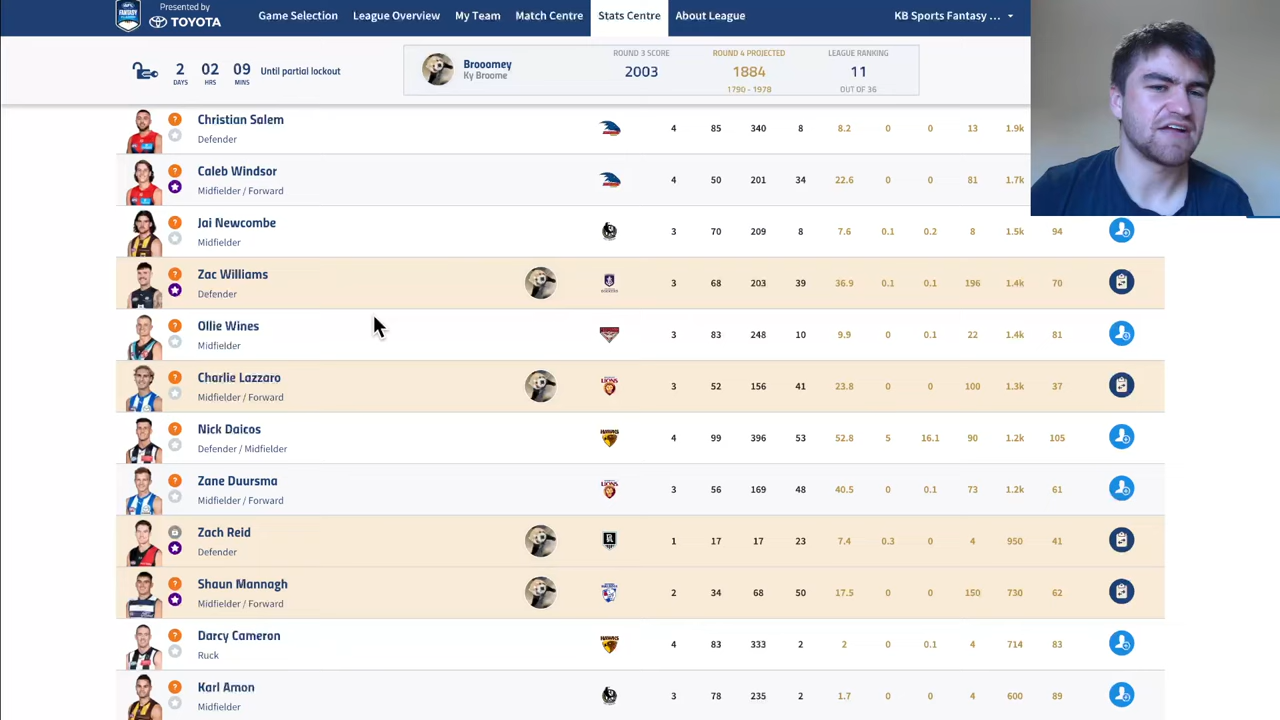 Presented by
TOYOTA
Game Selection League Overview My Team Match Centre Stats Centre About League KB Sports Fantasy ...
2 02 09 Until partial lockout
DAYS HRS MINS
Brooomey
Ky Broome
ROUND 3 SCORE
2003
ROUND 4 PROJECTED
1884
1790 - 1978
LEAGUE RANKING
11
OUT OF 36
Christian Salem
Defender
4 85 340 8 8.2 0 0 13 1.9k
Caleb Windsor
Midfielder / Forward
4 50 201 34 22.6 0 0 81 1.7k
Jai Newcombe
Midfielder
3 70 209 8 7.6 0.1 0.2 8 1.5k 94
Zac Williams
Defender
3 68 203 39 36.9 0.1 0.1 196 1.4k 70
Ollie Wines
Midfielder
3 83 248 10 9.9 0 0.1 22 1.4k 81
Charlie Lazzaro
Midfielder / Forward
LIONS
3 52 156 41 23.8 0 0 100 1.3k 37
Nick Daicos
Defender / Midfielder
HAWKS
4 99 396 53 52.8 5 16.1 90 1.2k 105
Zane Duursma
Midfielder / Forward
LIONS
3 56 169 48 40.5 0 0.1 73 1.2k 61
Zach Reid
Defender
1 17 17 23 7.4 0.3 0 4 950 41
Shaun Mannagh
Midfielder / Forward
2 34 68 50 17.5 0 0 150 730 62
Darcy Cameron
Ruck
HAWKS
4 83 333 2 2 0 0.1 4 714 83
Karl Amon
Midfielder
3 78 235 2 1.7 0 0 4 600 89